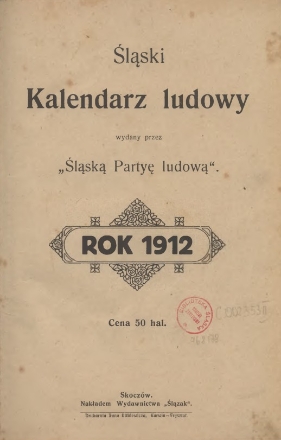 Śląski
Kalendarz ludowy
wydany przez
„Śląską Partyę ludową“.
ROK 1912
Cena 50 hal.
Skoczów.
Nakładem Wydawnictwa „Ślązak“.